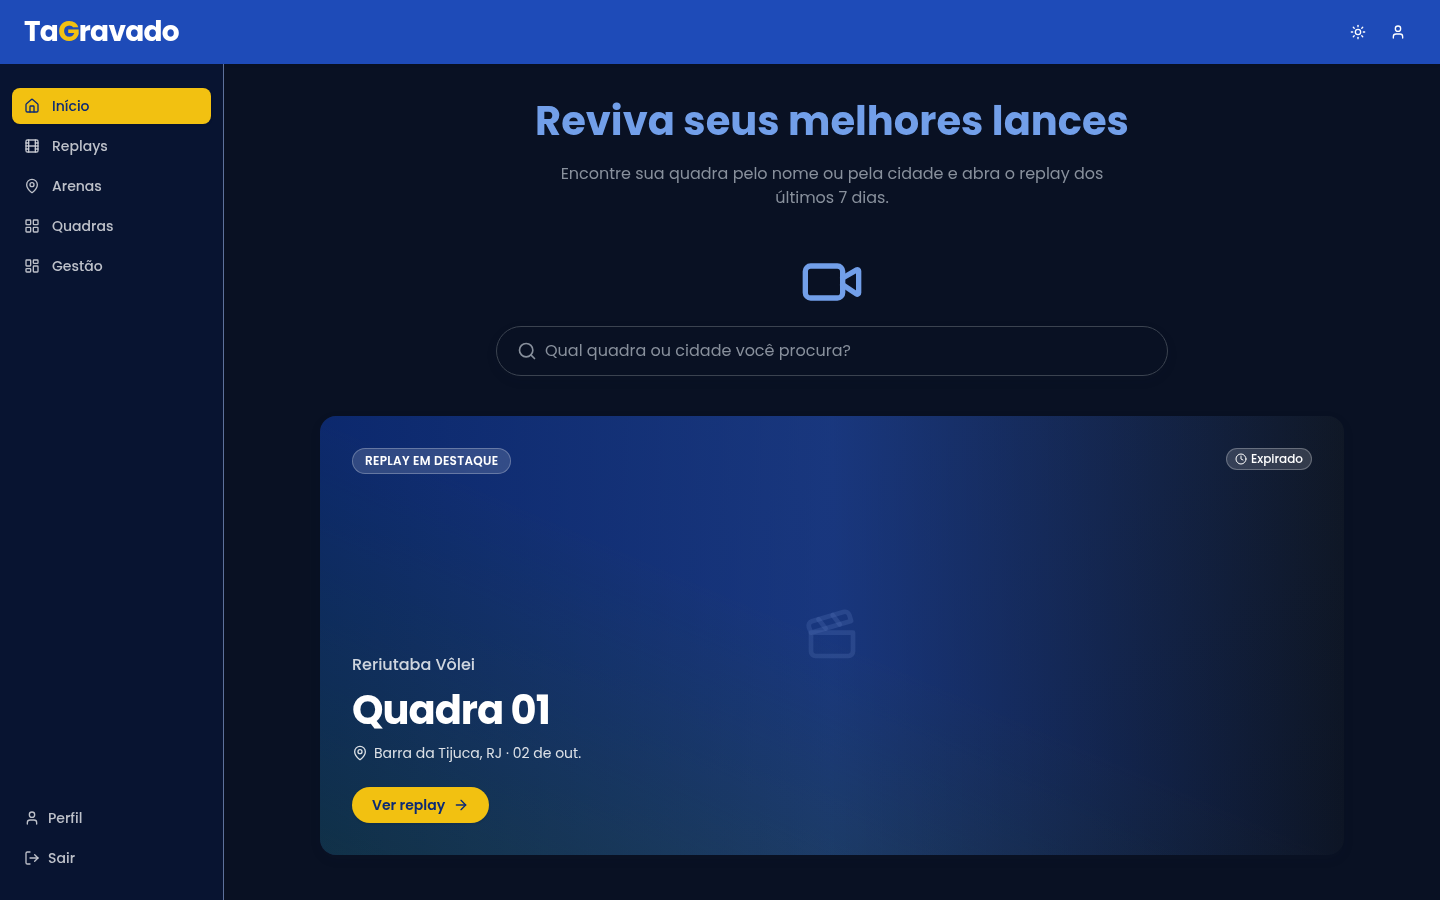 TaGravado
Início
Replays
Arenas
Quadras
Gestão
Perfil
Sair
Reviva seus melhores lances
Encontre sua quadra pelo nome ou pela cidade e abra o replay dos
últimos 7 dias.
Qual quadra ou cidade você procura?
REPLAY EM DESTAQUE
Expirado
Reriutaba Vôlei
Quadra 01
Barra da Tijuca, RJ · 02 de out.
Ver replay